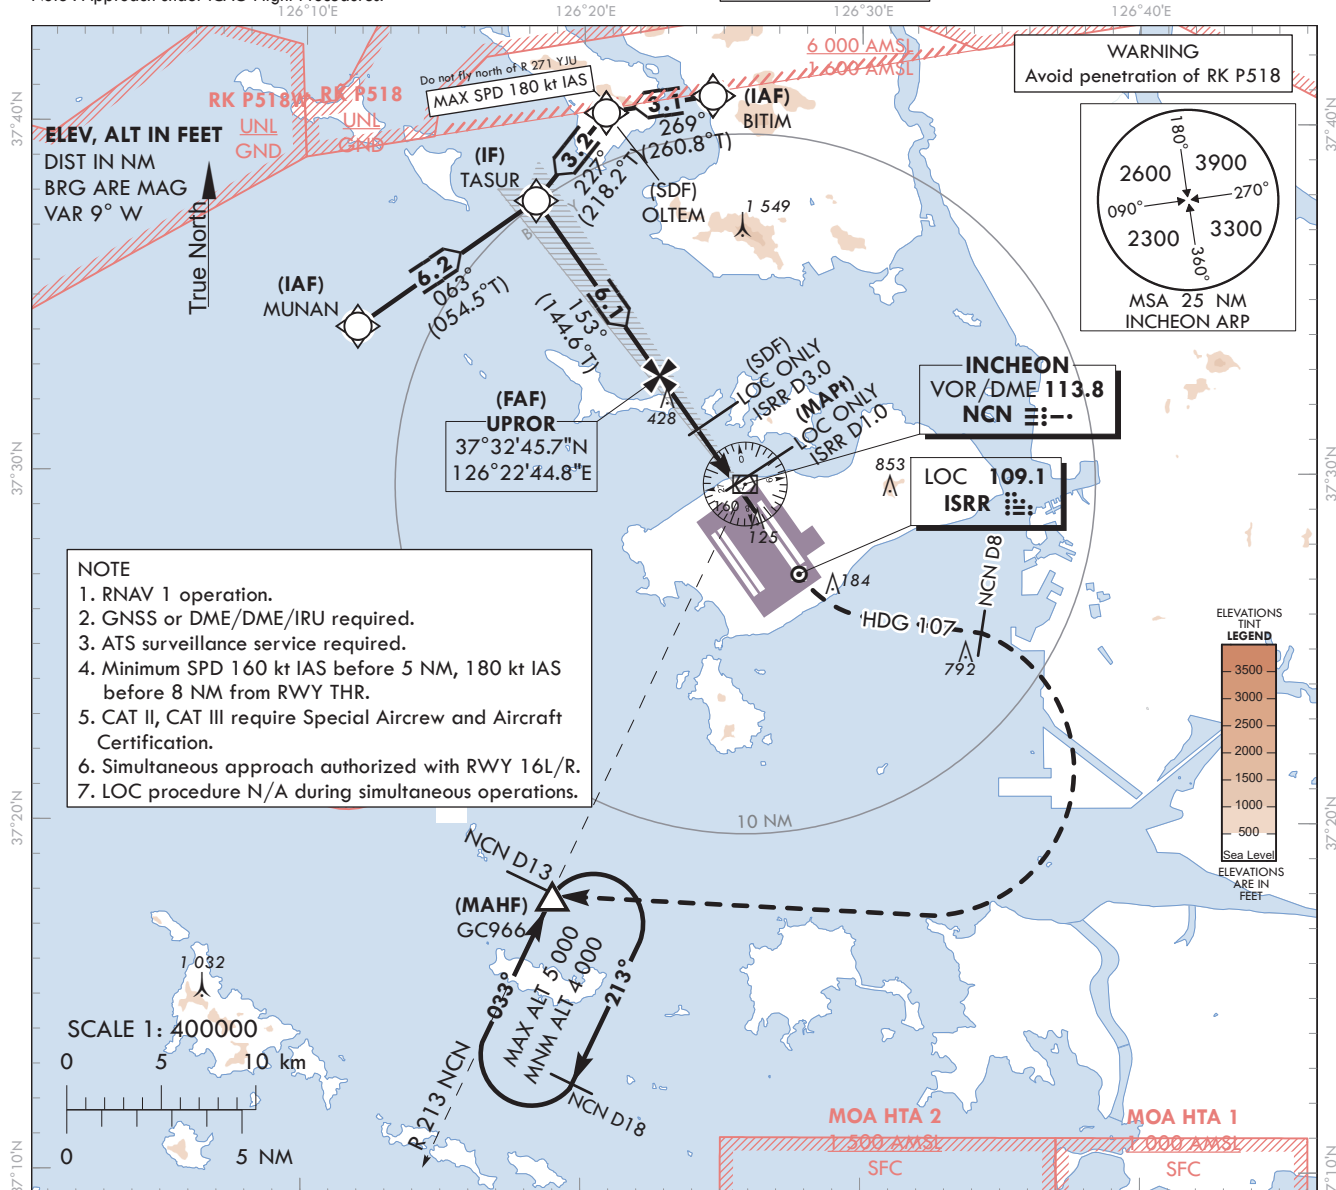 126°10'E
126°20'E
126°30'E
126°40'E
37°40'N
37°30'N
37°20'N
37°10'N
37°40'N
37°30'N
37°20'N
37°10'N
ELEV, ALT IN FEET
DIST IN NM
BRG ARE MAG
VAR 9° W
True North
RK P518W
UNL
GND
RK P518
UNL
GND
Do not fly north of R 271 YJU
MAX SPD 180 kt IAS
6 000 AMSL
1 600 AMSL
WARNING
Avoid penetration of RK P518
180°
2600
3900
090°
270°
2300
3300
360°
MSA 25 NM
INCHEON ARP
(IAF)
BITIM
3.1
269°
(260.8°T)
(SDF)
OLTEM
3.2
227°
(218.2°T)
(IF)
TASUR
B
Y
1 549
(IAF)
MUNAN
6.2
063°
(054.5°T)
6.1
153°
(144.6°T)
(FAF)
UPROR
37°32'45.7"N
126°22'44.8"E
428
(SDF)
LOC ONLY
ISRR D3.0
(MAPt)
LOC ONLY
ISRR D1.0
INCHEON
VOR/DME 113.8
NCN
LOC 109.1
ISRR
853
0
160
125
184
HDG 107
NCN D8
792
NOTE
1. RNAV 1 operation.
2. GNSS or DME/DME/IRU required.
3. ATS surveillance service required.
4. Minimum SPD 160 kt IAS before 5 NM, 180 kt IAS
before 8 NM from RWY THR.
5. CAT II, CAT III require Special Aircrew and Aircraft
Certification.
6. Simultaneous approach authorized with RWY 16L/R.
7. LOC procedure N/A during simultaneous operations.
10 NM
ELEVATIONS
TINT
LEGEND
3500
3000
2500
2000
1500
1000
500
Sea Level
ELEVATIONS
ARE IN
FEET
NCN D13
(MAHF)
GC966
033°
MAX ALT 5 000
MNM ALT 4 000
213°
NCN D18
R 213 NCN
1 032
SCALE 1: 400000
0 5 10 km
0 5 NM
MOA HTA 2
1 500 AMSL
SFC
MOA HTA 1
1 000 AMSL
SFC